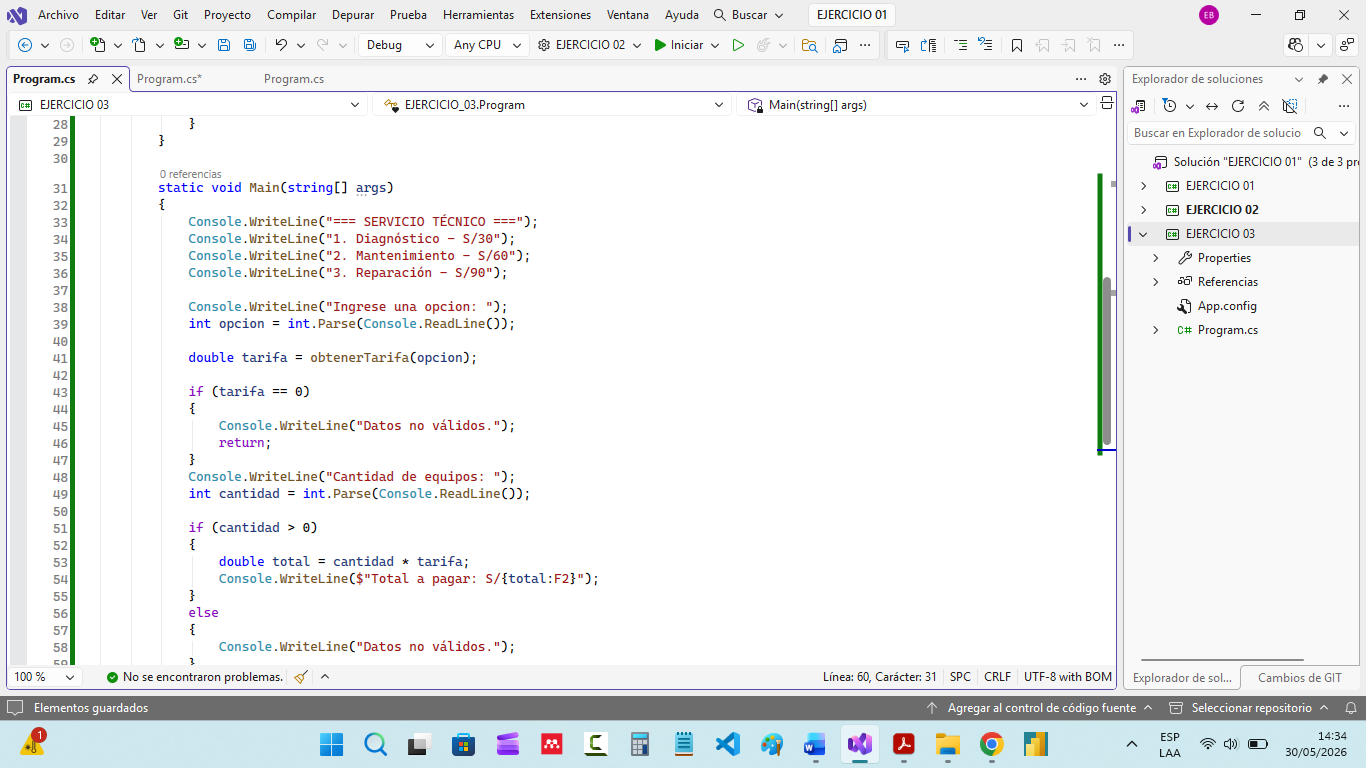 Archivo Editar Ver Git Proyecto Compilar Depurar Prueba Herramientas Extensiones Ventana Ayuda Buscar EJERCICIO 01 EB
Debug Any CPU EJERCICIO 02 Iniciar
Program.cs Program.cs* Program.cs
EJERCICIO 03 EJERCICIO_03.Program Main(string[] args)
28 }
29 }
30
0 referencias
31 static void Main(string[] args)
32 {
33 Console.WriteLine("=== SERVICIO TÉCNICO ===");
34 Console.WriteLine("1. Diagnóstico - S/30");
35 Console.WriteLine("2. Mantenimiento - S/60");
36 Console.WriteLine("3. Reparación - S/90");
37
38 Console.WriteLine("Ingrese una opcion: ");
39 int opcion = int.Parse(Console.ReadLine());
40
41 double tarifa = obtenerTarifa(opcion);
42
43 if (tarifa == 0)
44 {
45 Console.WriteLine("Datos no válidos.");
46 return;
47 }
48 Console.WriteLine("Cantidad de equipos: ");
49 int cantidad = int.Parse(Console.ReadLine());
50
51 if (cantidad > 0)
52 {
53 double total = cantidad * tarifa;
54 Console.WriteLine($"Total a pagar: S/{total:F2}");
55 }
56 else
57 {
58 Console.WriteLine("Datos no válidos.");
59 }
100 % No se encontraron problemas. Línea: 60, Carácter: 31 SPC CRLF UTF-8 with BOM
Explorador de soluciones
Buscar en Explorador de solucio
Solución "EJERCICIO 01" (3 de 3 pr
EJERCICIO 01
EJERCICIO 02
EJERCICIO 03
Properties
Referencias
App.config
C# Program.cs
Explorador de sol... Cambios de GIT
Elementos guardados Agregar al control de código fuente Seleccionar repositorio
1
ESP
LAA
14:34
30/05/2026